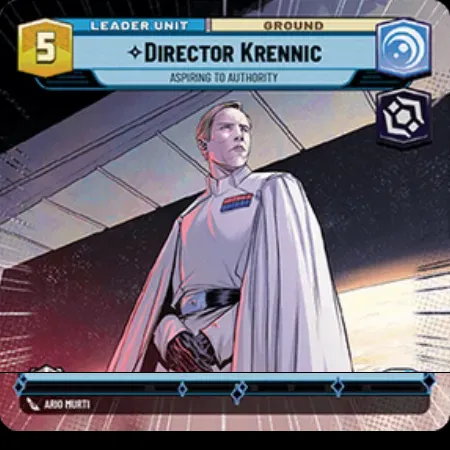 LEADER UNIT
GROUND
5
DIRECTOR KRENNIC
ASPIRING TO AUTHORITY
ARIO MURTI